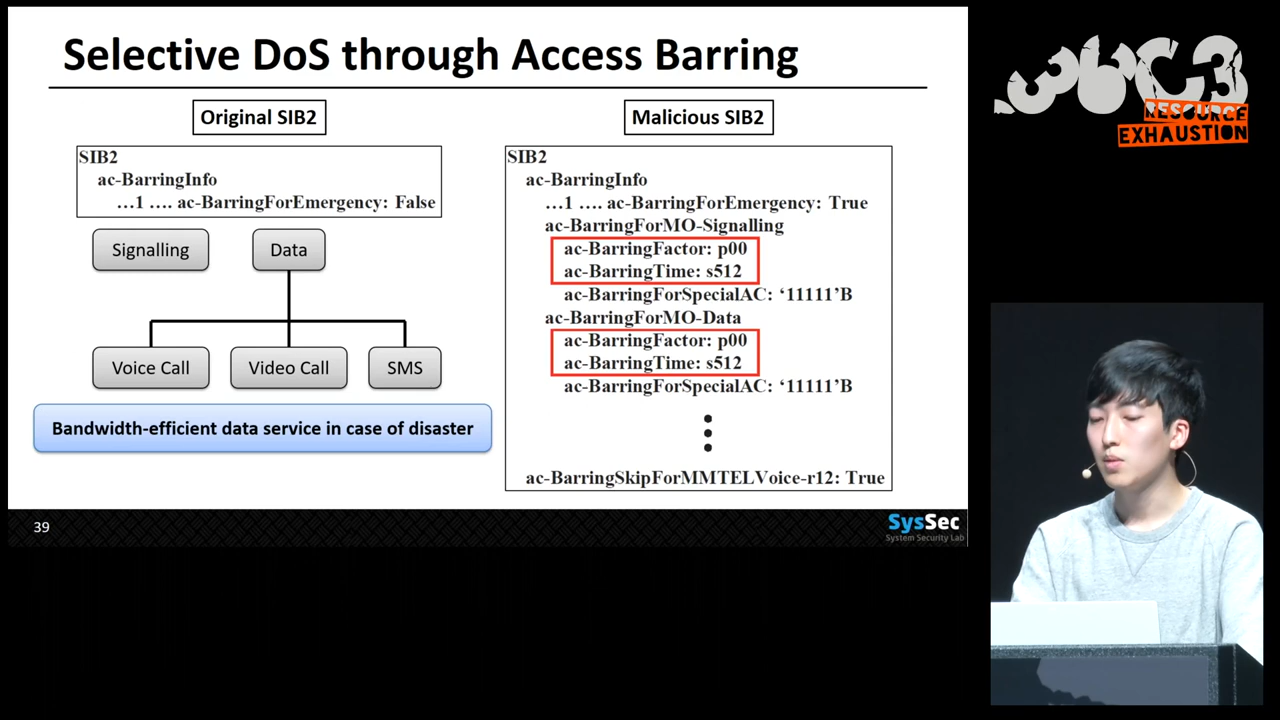 Selective DoS through Access Barring
Original SIB2
SIB2
ac-BarringInfo
…1 …. ac-BarringForEmergency: False
Signalling
Data
Voice Call
Video Call
SMS
Bandwidth-efficient data service in case of disaster
Malicious SIB2
SIB2
ac-BarringInfo
…1 …. ac-BarringForEmergency: True
ac-BarringForMO-Signalling
ac-BarringFactor: p00
ac-BarringTime: s512
ac-BarringForSpecialAC: ‘11111’B
ac-BarringForMO-Data
ac-BarringFactor: p00
ac-BarringTime: s512
ac-BarringForSpecialAC: ‘11111’B
ac-BarringSkipForMMTELVoice-r12: True
39
SysSec
System Security Lab
36C3
RESOURCE
EXHAUSTION